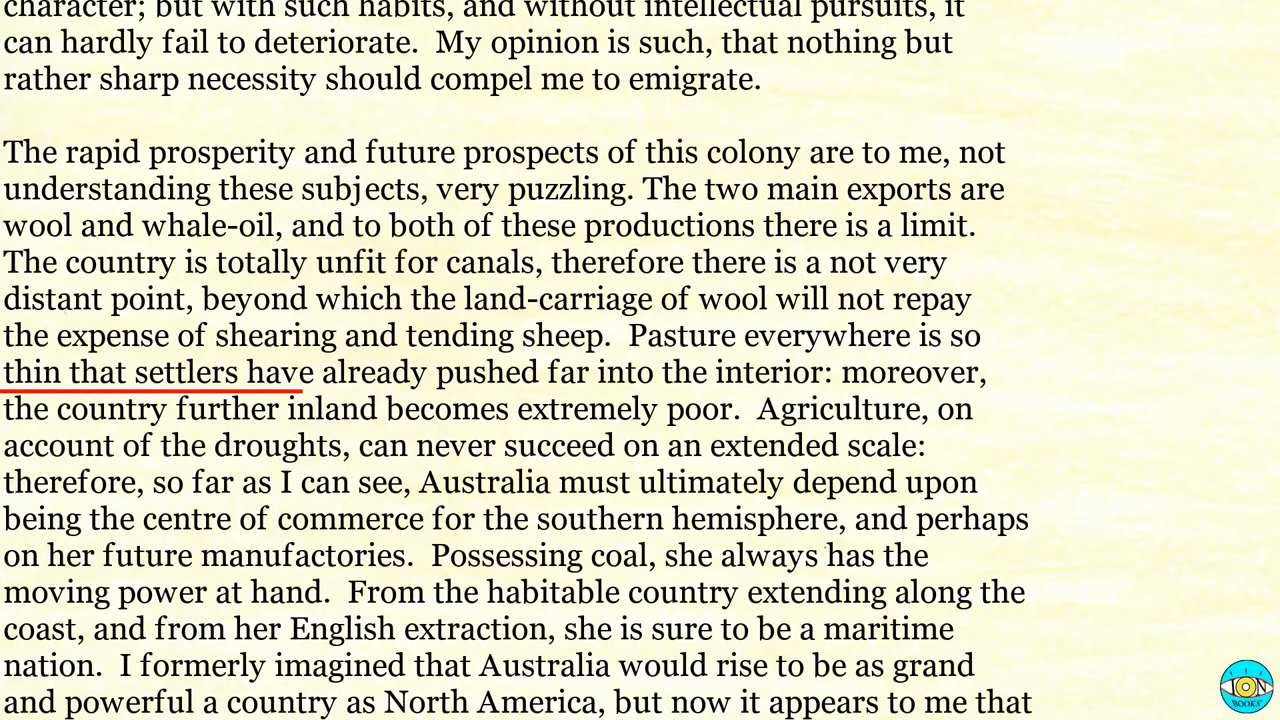 character; but with such habits, and without intellectual pursuits, it
can hardly fail to deteriorate.  My opinion is such, that nothing but
rather sharp necessity should compel me to emigrate.
The rapid prosperity and future prospects of this colony are to me, not
understanding these subjects, very puzzling. The two main exports are
wool and whale-oil, and to both of these productions there is a limit.
The country is totally unfit for canals, therefore there is a not very
distant point, beyond which the land-carriage of wool will not repay
the expense of shearing and tending sheep.  Pasture everywhere is so
thin that settlers have already pushed far into the interior: moreover,
the country further inland becomes extremely poor.  Agriculture, on
account of the droughts, can never succeed on an extended scale:
therefore, so far as I can see, Australia must ultimately depend upon
being the centre of commerce for the southern hemisphere, and perhaps
on her future manufactories.  Possessing coal, she always has the
moving power at hand.  From the habitable country extending along the
coast, and from her English extraction, she is sure to be a maritime
nation.  I formerly imagined that Australia would rise to be as grand
and powerful a country as North America, but now it appears to me that
ION
BOOKS